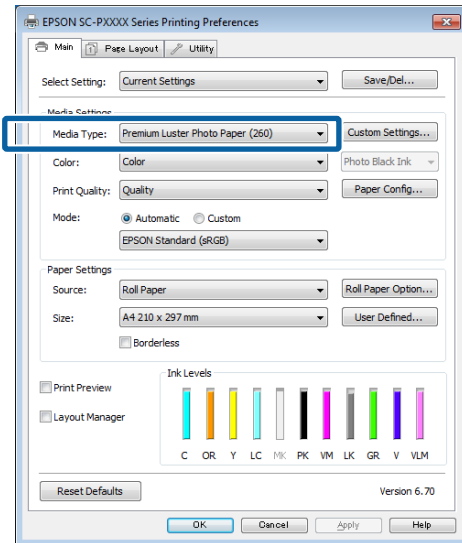 EPSON SC-PXXXX Series Printing Preferences
Main Page Layout Utility
Select Setting: Current Settings Save/Del...
Media Settings
Media Type: Premium Luster Photo Paper (260) Custom Settings...
Color: Color Photo Black Ink
Print Quality: Quality Paper Config...
Mode: Automatic Custom
EPSON Standard (sRGB)
Paper Settings
Source: Roll Paper Roll Paper Option...
Size: A4 210 x 297 mm User Defined...
Borderless
Ink Levels
Print Preview
Layout Manager
C OR Y LC MK PK VM LK GR V VLM
Reset Defaults Version 6.70
OK Cancel Apply Help